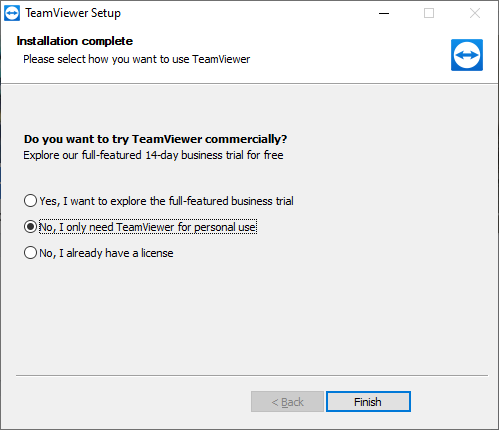 TeamViewer Setup
Installation complete
Please select how you want to use TeamViewer
Do you want to try TeamViewer commercially?
Explore our full-featured 14-day business trial for free
Yes, I want to explore the full-featured business trial
No, I only need TeamViewer for personal use
No, I already have a license
< Back
Finish